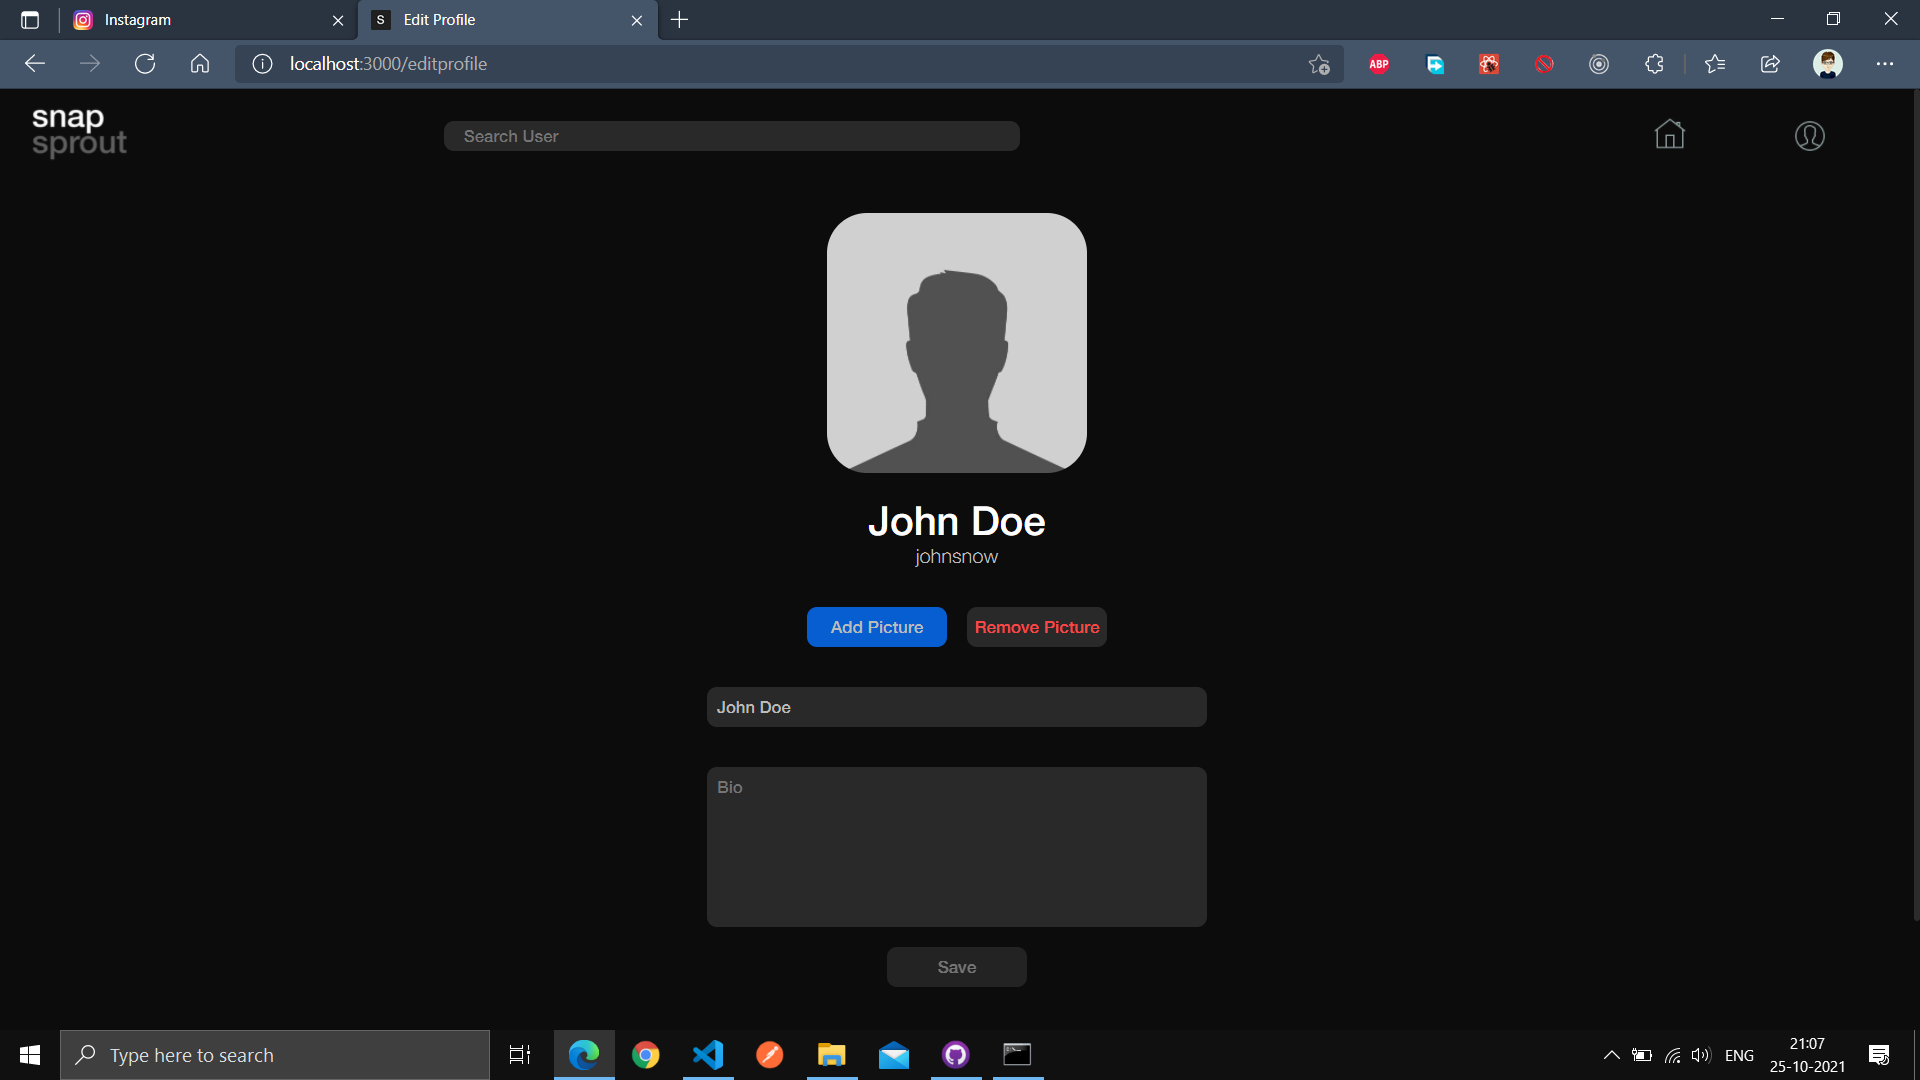 Instagram
S
Edit Profile
localhost:3000/editprofile
ABP
snap
sprout
Search User
John Doe
johnsnow
Add Picture
Remove Picture
John Doe
Bio
Save
Type here to search
ENG
21:07
25-10-2021